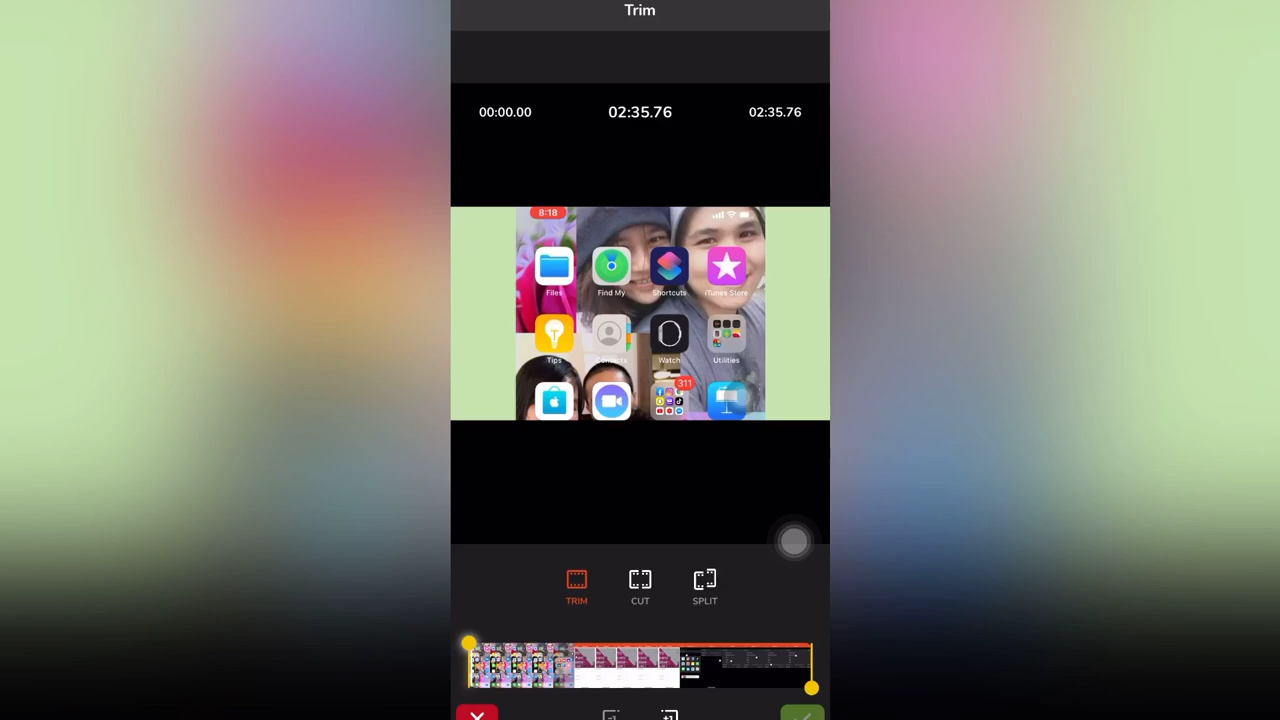 Trim
00:00.00 02:35.76 02:35.76
8:18
Files Find My Shortcuts iTunes Store
Tips Contacts Watch Utilities
311
TRIM CUT SPLIT